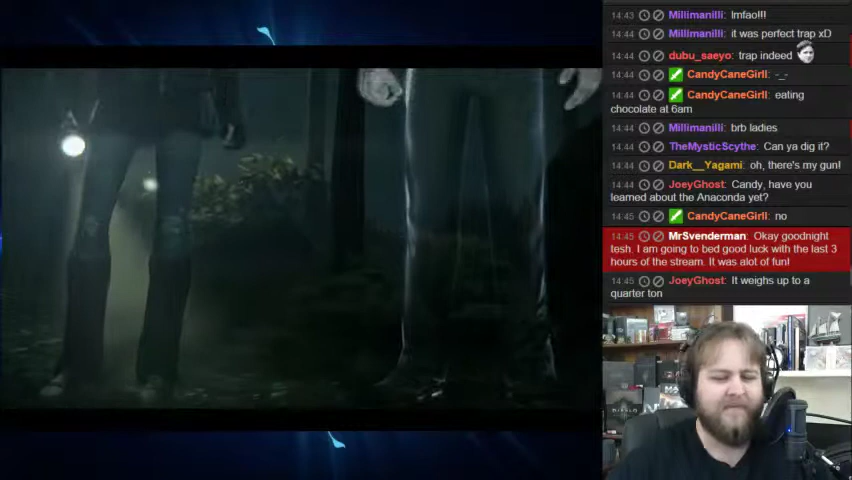 14:43 Millimanilli: lmfao!!!
14:44 Millimanilli: it was perfect trap xD
14:44 dubu_saeyo: trap indeed
14:44 CandyCaneGirll: -_-
14:44 CandyCaneGirll: eating
chocolate at 6am
14:44 Millimanilli: brb ladies
14:44 TheMysticScythe: Can ya dig it?
14:44 Dark__Yagami: oh, there's my gun!
14:44 JoeyGhost: Candy, have you
learned about the Anaconda yet?
14:45 CandyCaneGirll: no
14:45 MrSvenderman: Okay goodnight
tesh. I am going to bed good luck with the last 3
hours of the stream. It was alot of fun!
14:45 JoeyGhost: It weighs up to a
quarter ton
DIABLO